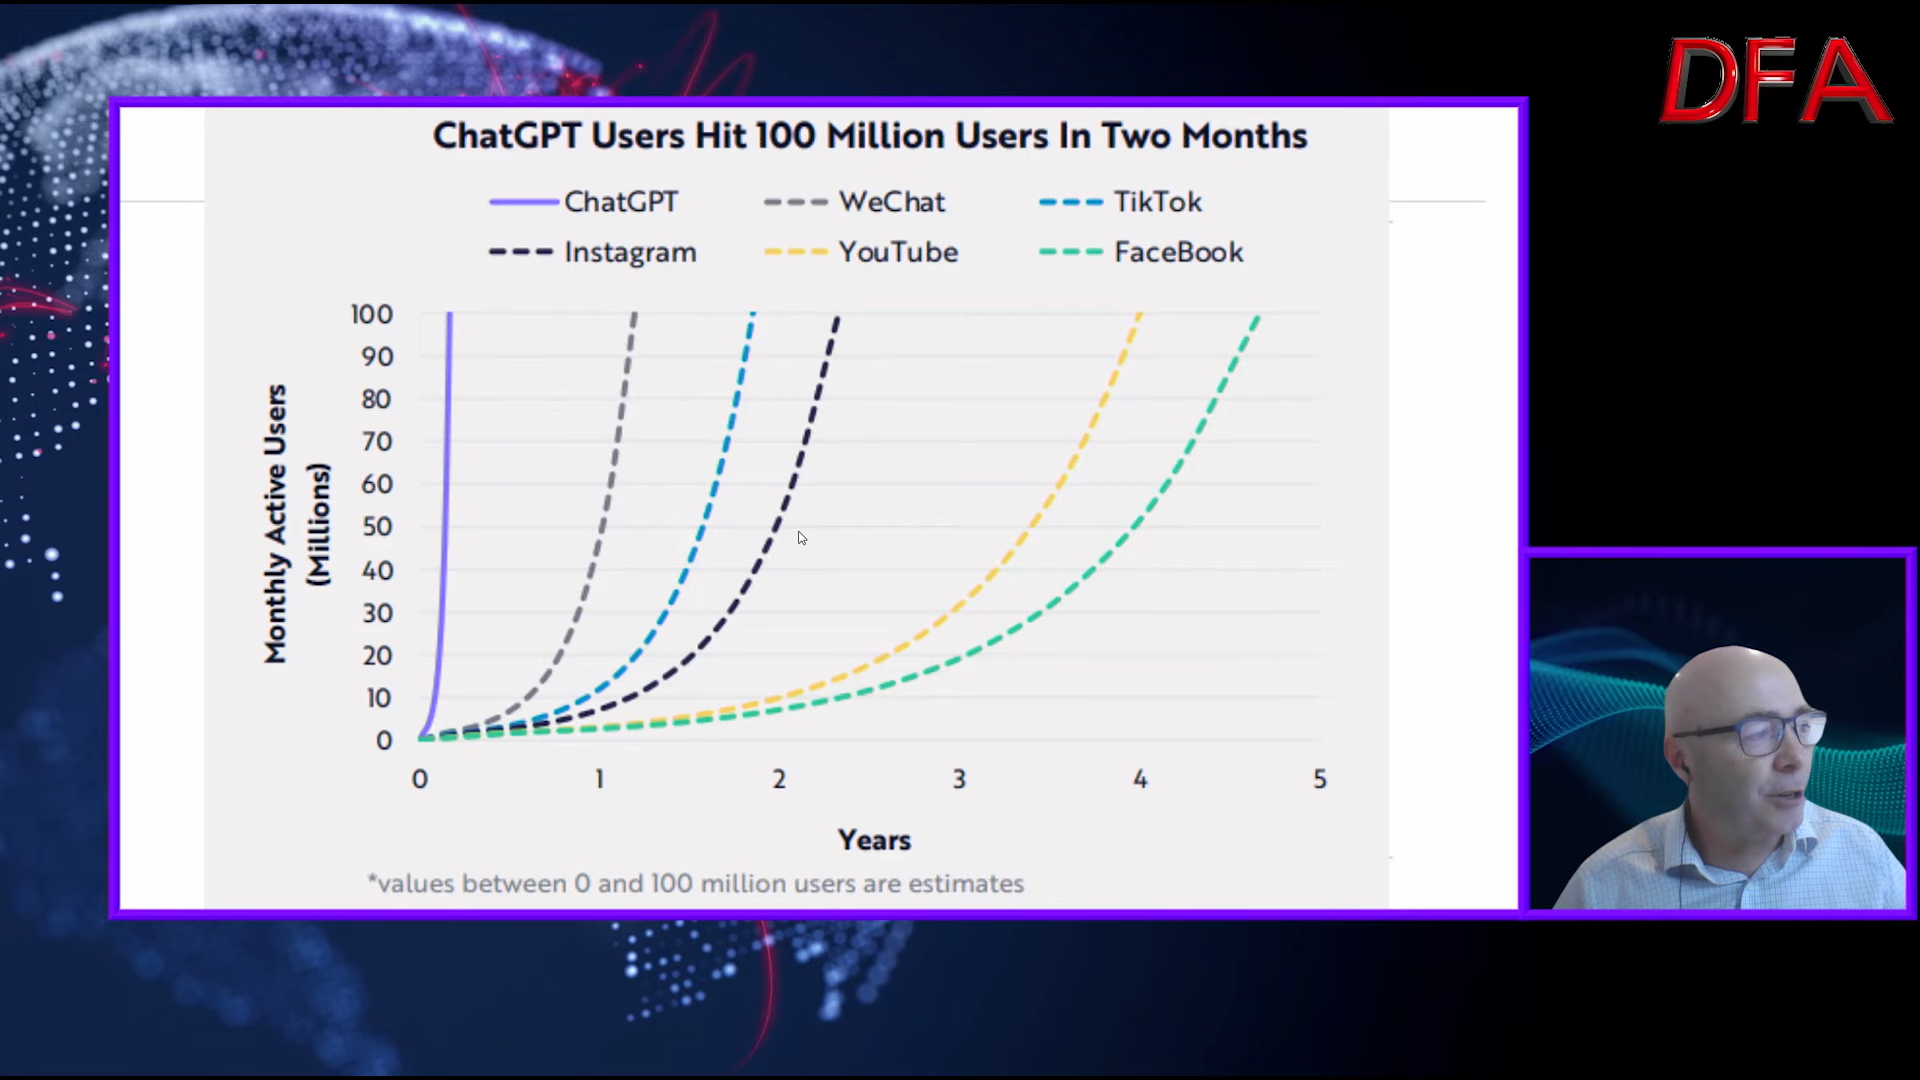 DFA
ChatGPT Users Hit 100 Million Users In Two Months
ChatGPT WeChat TikTok
Instagram YouTube FaceBook
Monthly Active Users
(Millions)
100
90
80
70
60
50
40
30
20
10
0
0 1 2 3 4 5
Years
*values between 0 and 100 million users are estimates